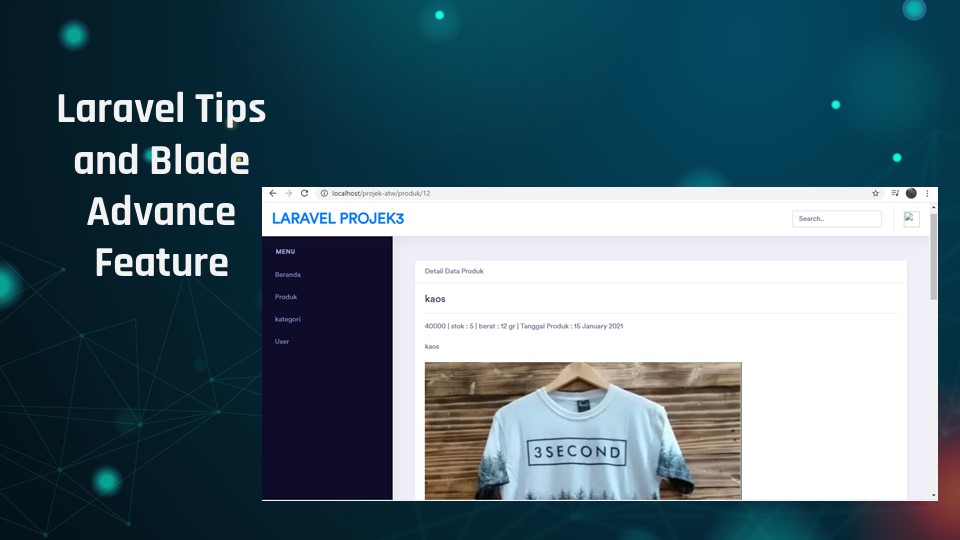 Laravel Tips
and Blade
Advance
Feature
localhost/projek-atw/produk/12
LARAVEL PROJEK3
Search..
MENU
Beranda
Produk
kategori
User
Detail Data Produk
kaos
40000 | stok : 5 | berat : 12 gr | Tanggal Produk : 15 January 2021
kaos
3SECOND